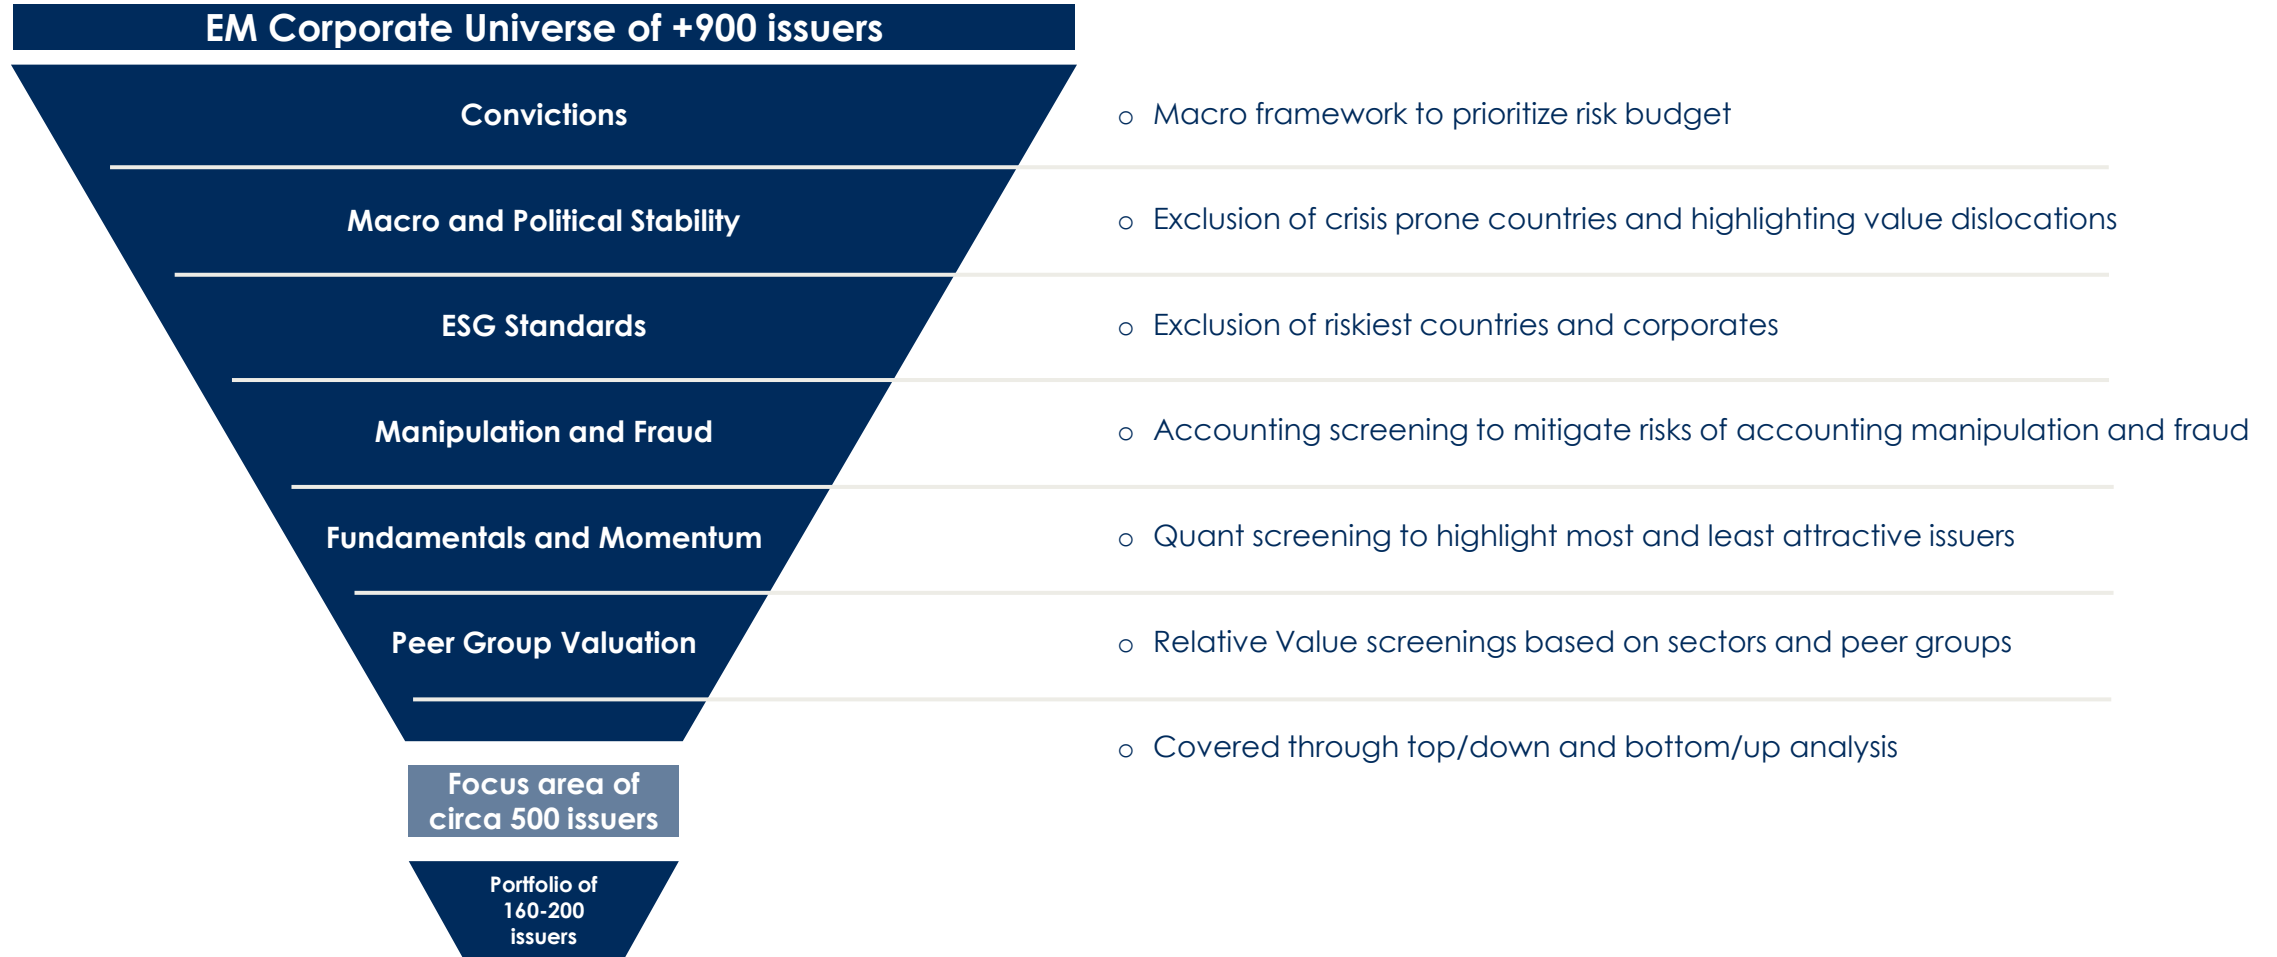 EM Corporate Universe of +900 issuers
Convictions
o Macro framework to prioritize risk budget
Macro and Political Stability
o Exclusion of crisis prone countries and highlighting value dislocations
ESG Standards
o Exclusion of riskiest countries and corporates
Manipulation and Fraud
o Accounting screening to mitigate risks of accounting manipulation and fraud
Fundamentals and Momentum
o Quant screening to highlight most and least attractive issuers
Peer Group Valuation
o Relative Value screenings based on sectors and peer groups
o Covered through top/down and bottom/up analysis
Focus area of
circa 500 issuers
Portfolio of
160-200
issuers